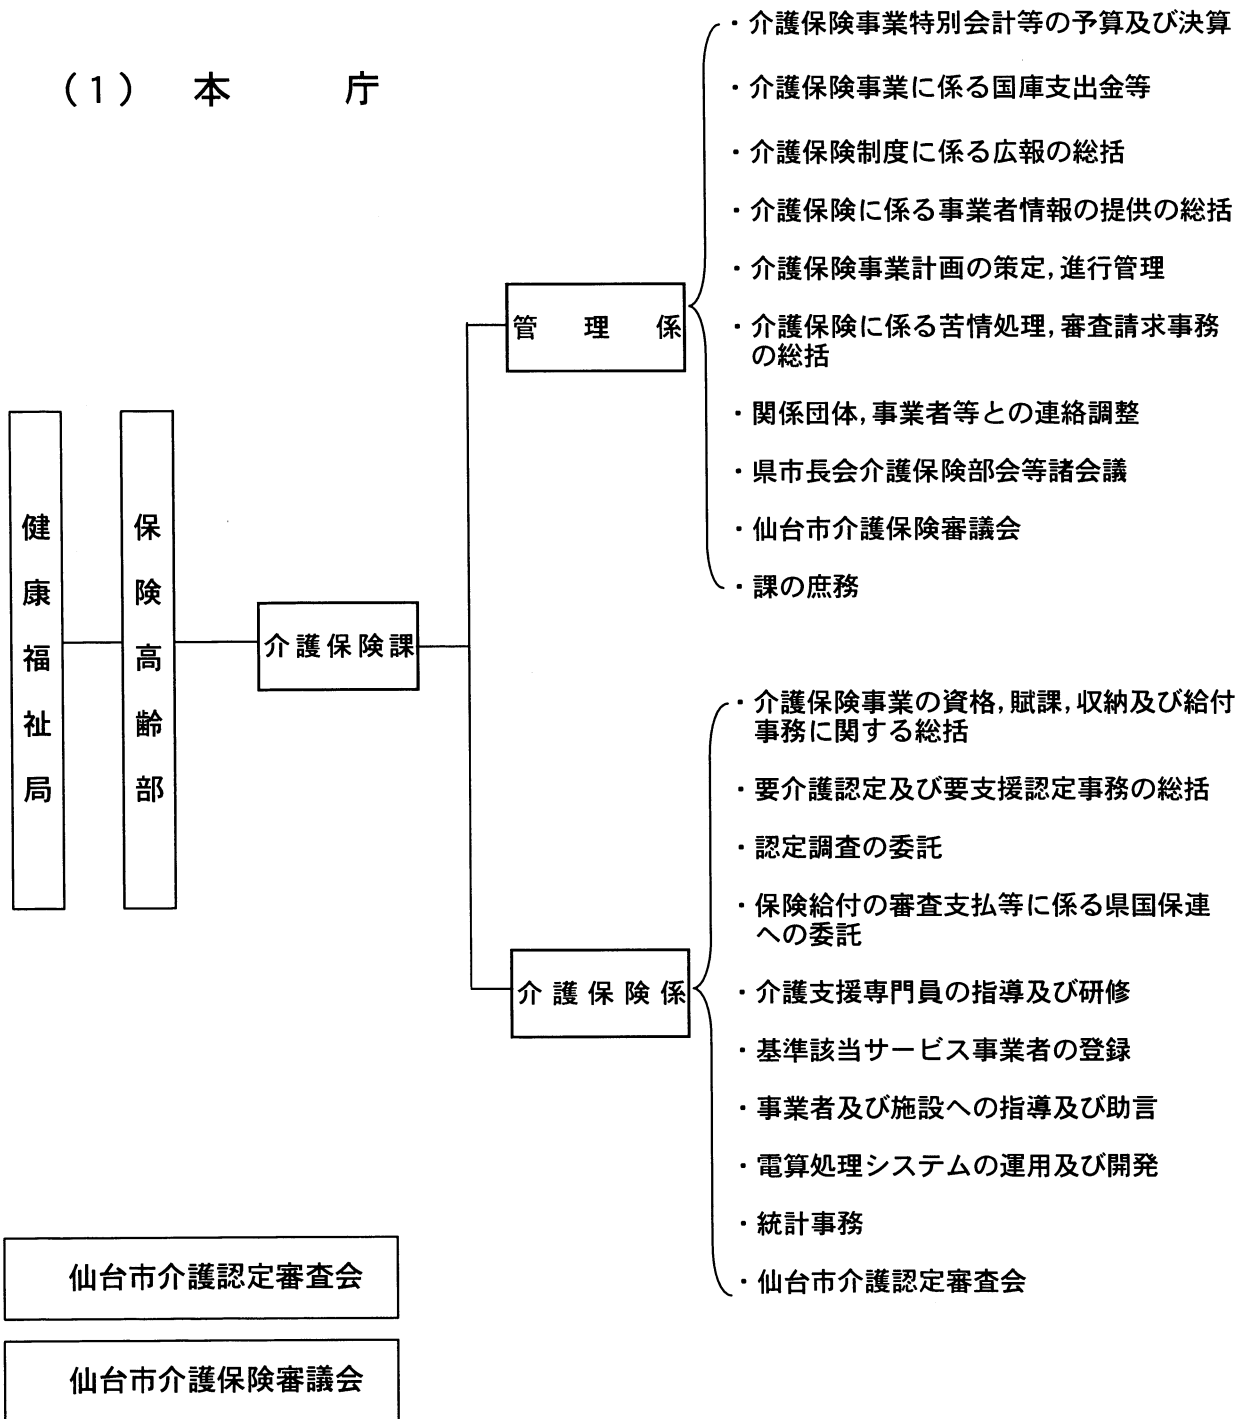 (1) 本 庁
健康福祉局
保険高齢部
介護保険課
管理係
・介護保険事業特別会計等の予算及び決算
・介護保険事業に係る国庫支出金等
・介護保険制度に係る広報の総括
・介護保険に係る事業者情報の提供の総括
・介護保険事業計画の策定,進行管理
・介護保険に係る苦情処理,審査請求事務
の総括
・関係団体,事業者等との連絡調整
・県市長会介護保険部会等諸会議
・仙台市介護保険審議会
・課の庶務
介護保険係
・介護保険事業の資格,賦課,収納及び給付
事務に関する総括
・要介護認定及び要支援認定事務の総括
・認定調査の委託
・保険給付の審査支払等に係る県国保連
への委託
・介護支援専門員の指導及び研修
・基準該当サービス事業者の登録
・事業者及び施設への指導及び助言
・電算処理システムの運用及び開発
・統計事務
・仙台市介護認定審査会
仙台市介護認定審査会
仙台市介護保険審議会